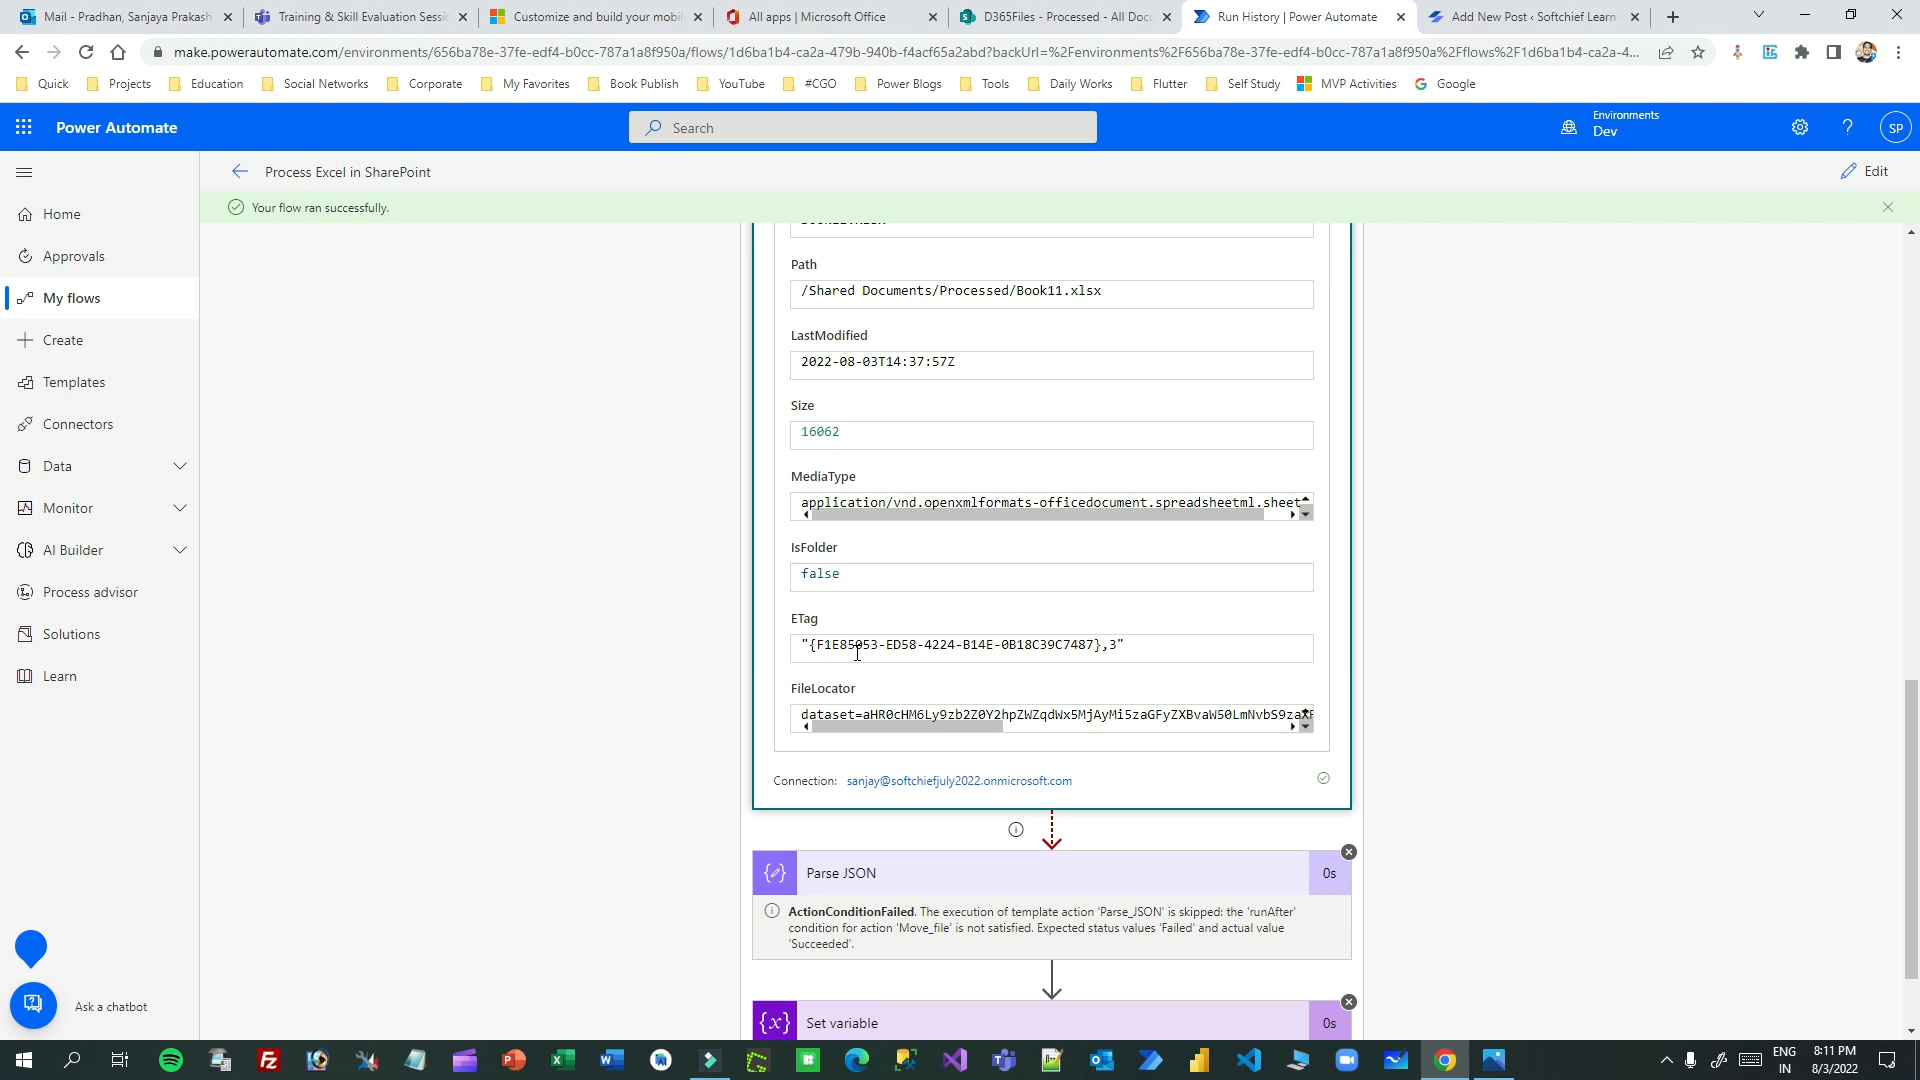 Mail - Pradhan, Sanjaya Prakash
Training & Skill Evaluation Sessio
Customize and build your mobil
All apps | Microsoft Office
D365Files - Processed - All Docu
Run History | Power Automate
Add New Post ‹ Softchief Learn
make.powerautomate.com/environments/656ba78e-37fe-edf4-b0cc-787a1a8f950a/flows/1d6ba1b4-ca2a-479b-940b-f4acf65a2abd?backUrl=%2Fenvironments%2F656ba78e-37fe-edf4-b0cc-787a1a8f950a%2Fflows%2F1d6ba1b4-ca2a-4...
Quick
Projects
Education
Social Networks
Corporate
My Favorites
Book Publish
YouTube
#CGO
Power Blogs
Tools
Daily Works
Flutter
Self Study
MVP Activities
Google
Power Automate
Search
Environments
Dev
SP
Process Excel in SharePoint
Edit
Your flow ran successfully.
Home
Approvals
My flows
Create
Templates
Connectors
Data
Monitor
AI Builder
Process advisor
Solutions
Learn
Ask a chatbot
Path
/Shared Documents/Processed/Book11.xlsx
LastModified
2022-08-03T14:37:57Z
Size
16062
MediaType
application/vnd.openxmlformats-officedocument.spreadsheetml.sheet
IsFolder
false
ETag
"{F1E85053-ED58-4224-B14E-0B18C39C7487},3"
FileLocator
Connection: sanjay@softchiefjuly2022.onmicrosoft.com
Parse JSON
0s
ActionConditionFailed. The execution of template action 'Parse_JSON' is skipped: the 'runAfter'
condition for action 'Move_file' is not satisfied. Expected status values 'Failed' and actual value
'Succeeded'.
Set variable
0s
ENG
IN
8:11 PM
8/3/2022